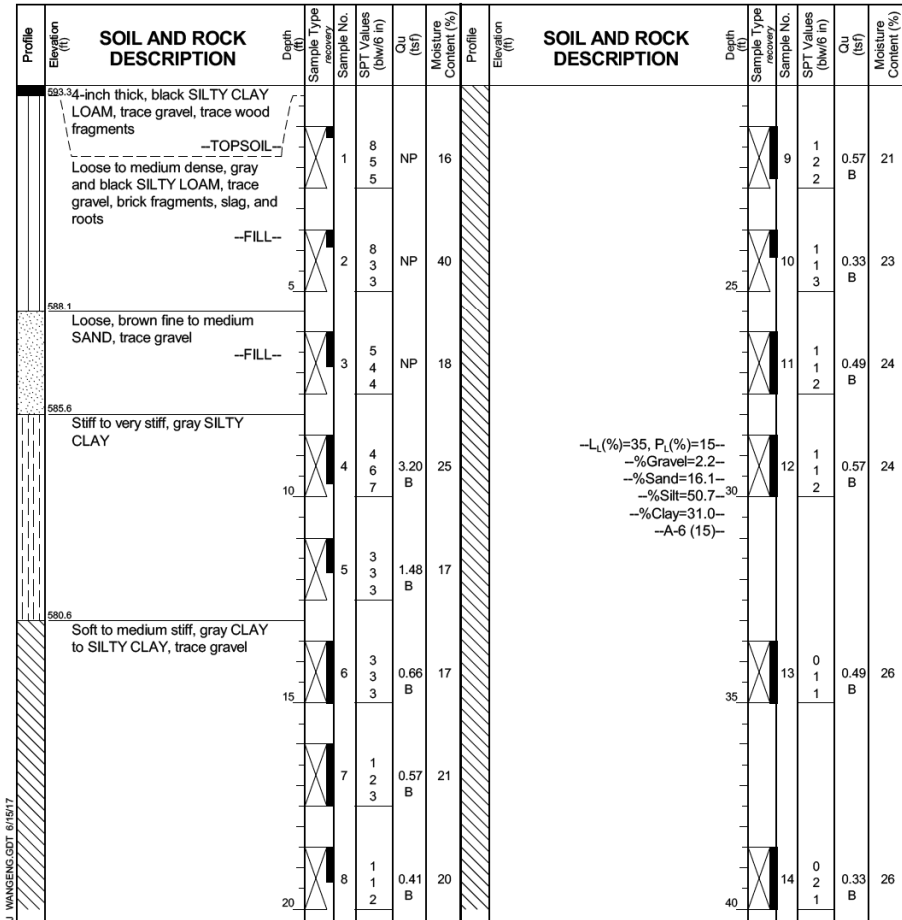 Profile
Elevation (ft)
SOIL AND ROCK
DESCRIPTION
Depth (ft)
Sample Type
recovery
Sample No.
SPT Values
(blw/6 in)
Qu
(tsf)
Moisture
Content (%)
Profile
Elevation (ft)
SOIL AND ROCK
DESCRIPTION
Depth (ft)
Sample Type
recovery
Sample No.
SPT Values
(blw/6 in)
Qu
(tsf)
Moisture
Content (%)
593.3
4-inch thick, black SILTY CLAY
LOAM, trace gravel, trace wood
fragments
--TOPSOIL--
Loose to medium dense, gray
and black SILTY LOAM, trace
gravel, brick fragments, slag, and
roots
--FILL--
1
8
5
5
NP
16
2
8
3
3
NP
40
5
588.1
Loose, brown fine to medium
SAND, trace gravel
--FILL--
3
5
4
4
NP
18
585.6
Stiff to very stiff, gray SILTY
CLAY
4
4
6
7
3.20
B
25
10
5
3
3
3
1.48
B
17
580.6
Soft to medium stiff, gray CLAY
to SILTY CLAY, trace gravel
6
3
3
3
0.66
B
17
15
7
1
2
3
0.57
B
21
8
1
1
2
0.41
B
20
20
9
1
2
2
0.57
B
21
10
1
1
3
0.33
B
23
25
11
1
1
2
0.49
B
24
--LL(%)=35, PL(%)=15--
--%Gravel=2.2--
--%Sand=16.1--
--%Silt=50.7--
--%Clay=31.0--
--A-6 (15)--
12
1
1
2
0.57
B
24
30
13
0
1
1
0.49
B
26
35
14
0
2
1
0.33
B
26
40
J WANGENG.GDT 6/15/17